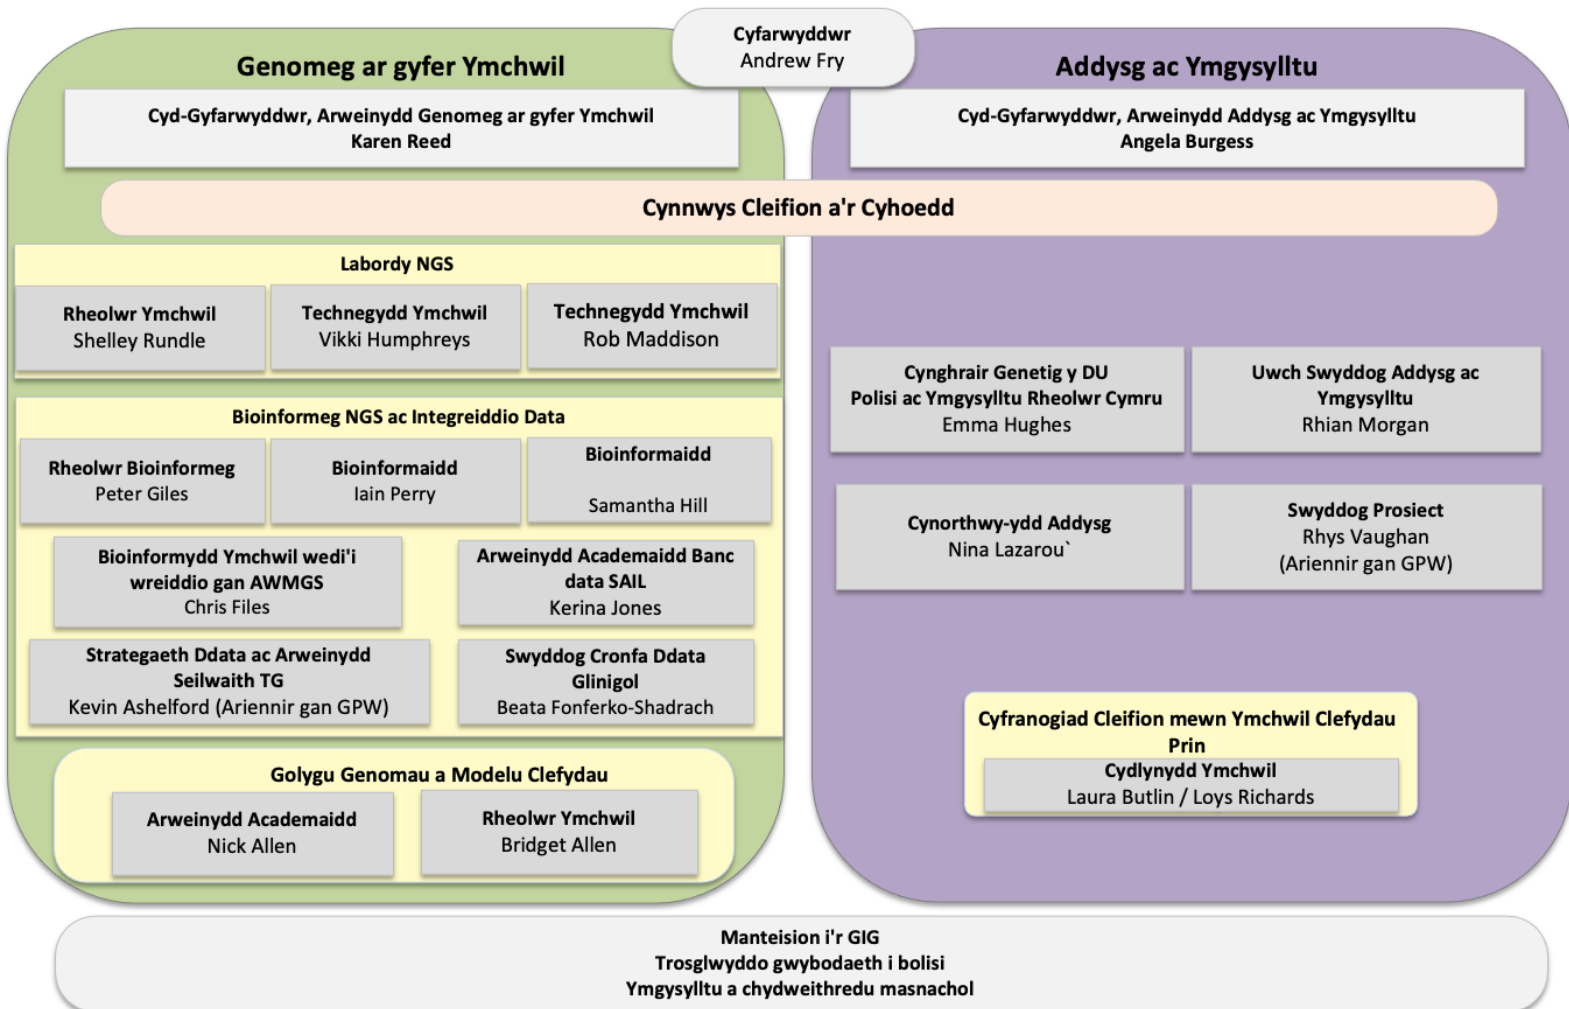 Cyfarwyddwr
Andrew Fry
Genomeg ar gyfer Ymchwil
Cyd-Gyfarwyddwr, Arweinydd Genomeg ar gyfer Ymchwil
Karen Reed
Addysg ac Ymgysylltu
Cyd-Gyfarwyddwr, Arweinydd Addysg ac Ymgysylltu
Angela Burgess
Cynnwys Cleifion a'r Cyhoedd
Labordy NGS
Rheolwr Ymchwil
Shelley Rundle
Technegydd Ymchwil
Vikki Humphreys
Technegydd Ymchwil
Rob Maddison
Bioinformeg NGS ac Integreiddio Data
Rheolwr Bioinformeg
Peter Giles
Bioinformaidd
Iain Perry
Bioinformaidd
Samantha Hill
Bioinformydd Ymchwil wedi'i
wreiddio gan AWMGS
Chris Files
Arweinydd Academaidd Banc
data SAIL
Kerina Jones
Strategaeth Ddata ac Arweinydd
Seilwaith TG
Kevin Ashelford (Ariennir gan GPW)
Swyddog Cronfa Ddata
Glinigol
Beata Fonferko-Shadrach
Golygu Genomau a Modelu Clefydau
Arweinydd Academaidd
Nick Allen
Rheolwr Ymchwil
Bridget Allen
Cynghrair Genetig y DU
Polisi ac Ymgysylltu Rheolwr Cymru
Emma Hughes
Uwch Swyddog Addysg ac
Ymgysylltu
Rhian Morgan
Cynorthwy-ydd Addysg
Nina Lazarou`
Swyddog Prosiect
Rhys Vaughan
(Ariennir gan GPW)
Cyfranogiad Cleifion mewn Ymchwil Clefydau
Prin
Cydlynydd Ymchwil
Laura Butlin / Loys Richards
Manteision i'r GIG
Trosglwyddo gwybodaeth i bolisi
Ymgysylltu a chydweithredu masnachol